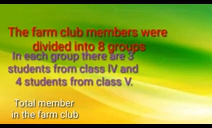 The farm club members were
divided into 8 groups
In each group there are 3
students from class IV and
4 students from class V.
Total member
in the farm club